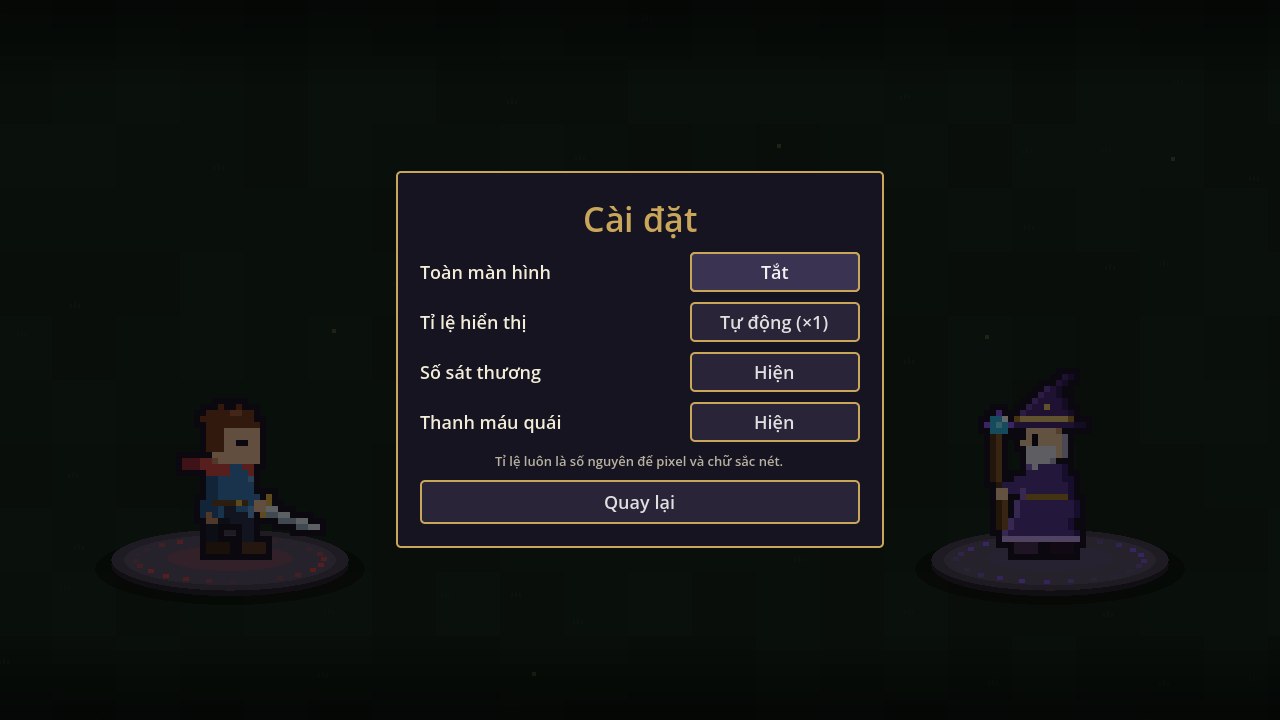 Cài đặt
Toàn màn hình Tắt
Tỉ lệ hiển thị Tự động (×1)
Số sát thương Hiện
Thanh máu quái Hiện
Tỉ lệ luôn là số nguyên để pixel và chữ sắc nét.
Quay lại